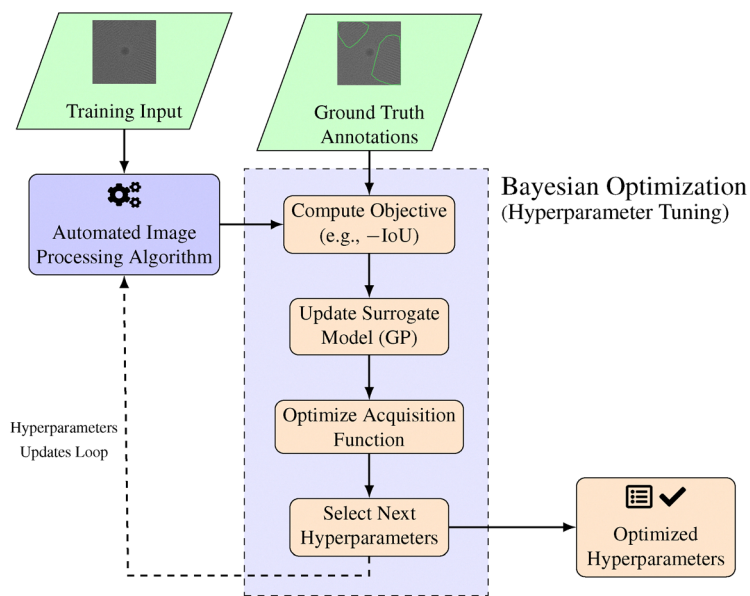 Training Input
Ground Truth
Annotations
Bayesian Optimization
(Hyperparameter Tuning)
Automated Image
Processing Algorithm
Compute Objective
(e.g., −IoU)
Update Surrogate
Model (GP)
Optimize Acquisition
Function
Hyperparameters
Updates Loop
Select Next
Hyperparameters
Optimized
Hyperparameters